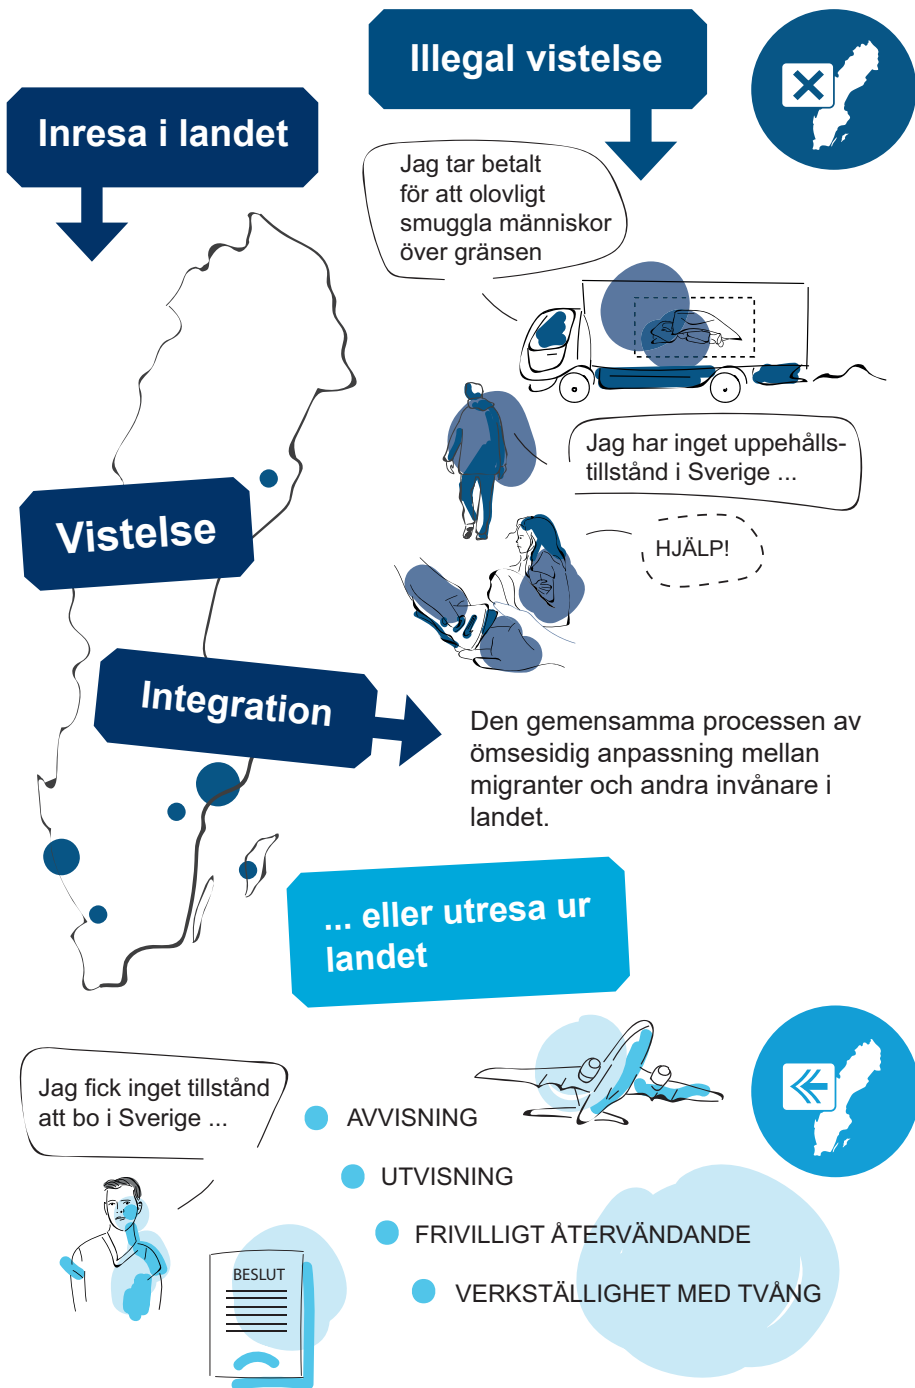 Illegal vistelse
Inresa i landet
Jag tar betalt
för att olovligt
smuggla människor
över gränsen
Jag har inget uppehålls-
tillstånd i Sverige ...
Vistelse
HJÄLP!
Integration
Den gemensamma processen av
ömsesidig anpassning mellan
migranter och andra invånare i
landet.
... eller utresa ur
landet
Jag fick inget tillstånd
att bo i Sverige ...
AVVISNING
UTVISNING
FRIVILLIGT ÅTERVÄNDANDE
VERKSTÄLLIGHET MED TVÅNG
BESLUT